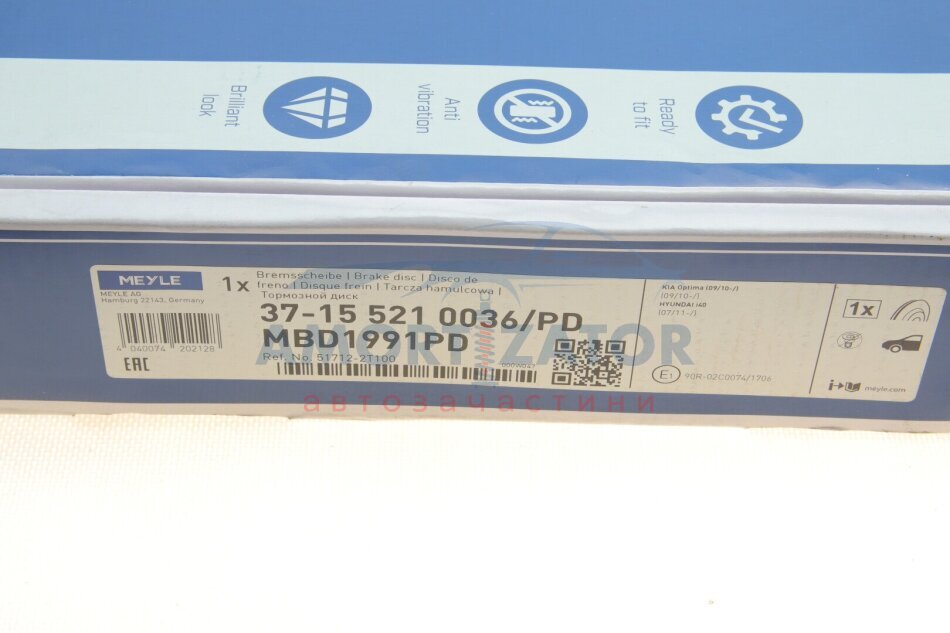 Brilliant
look
Anti
vibration
Ready
to fit
MEYLE
MEYLE AG
Hamburg 22143, Germany
4 040074 202128
EAC
1x
Bremsscheibe | Brake disc | Disco de
freno | Disque frein | Tarcza hamulcowa |
Тормозной диск
37-15 521 0036/PD
MBD1991PD
Ref. No. 51712-2T100
KIA Optima (09/10-/)
(09/10-/)
HYUNDAI i40
(07/11-/)
E1 90R-02C0074/1706
1x
meyle.com
AMORTIZATOR
автозачастини